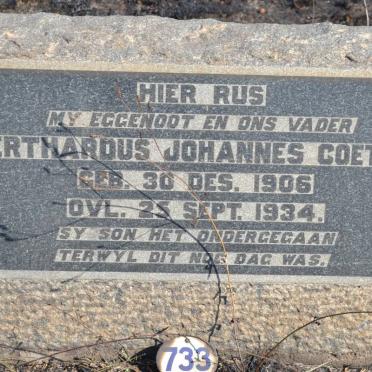 HIER RUS
MY EGGENOOT EN ONS VADER
ERTHARDUS JOHANNES COET
GEB. 30 DES. 1906
OVL. 25 SEPT. 1934.
SY SON HET ONDERGEGAAN
TERWYL DIT NOG DAG WAS.
733